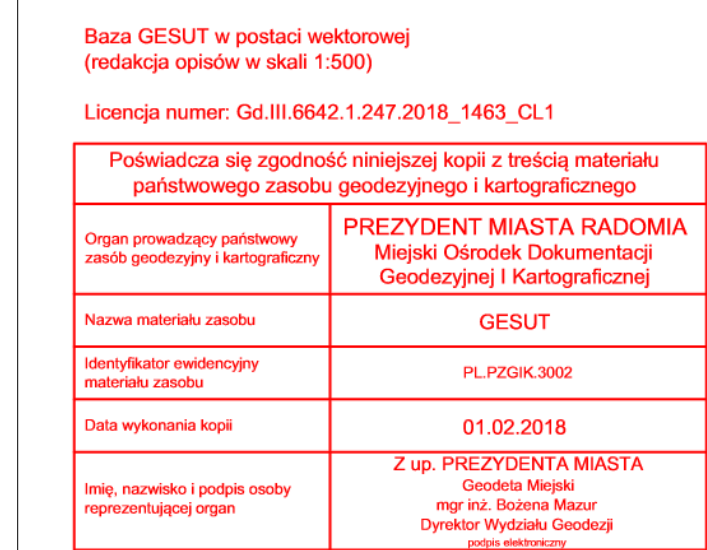 Baza GESUT w postaci wektorowej
(redakcja opisów w skali 1:500)
Licencja numer: Gd.III.6642.1.247.2018_1463_CL1
Poświadcza się zgodność niniejszej kopii z treścią materiału
państwowego zasobu geodezyjnego i kartograficznego
Organ prowadzący państwowy
zasób geodezyjny i kartograficzny
PREZYDENT MIASTA RADOMIA
Miejski Ośrodek Dokumentacji
Geodezyjnej I Kartograficznej
Nazwa materiału zasobu
GESUT
Identyfikator ewidencyjny
materiału zasobu
PL.PZGIK.3002
Data wykonania kopii
01.02.2018
Imię, nazwisko i podpis osoby
reprezentującej organ
Z up. PREZYDENTA MIASTA
Geodeta Miejski
mgr inż. Bożena Mazur
Dyrektor Wydziału Geodezji
podpis elektroniczny